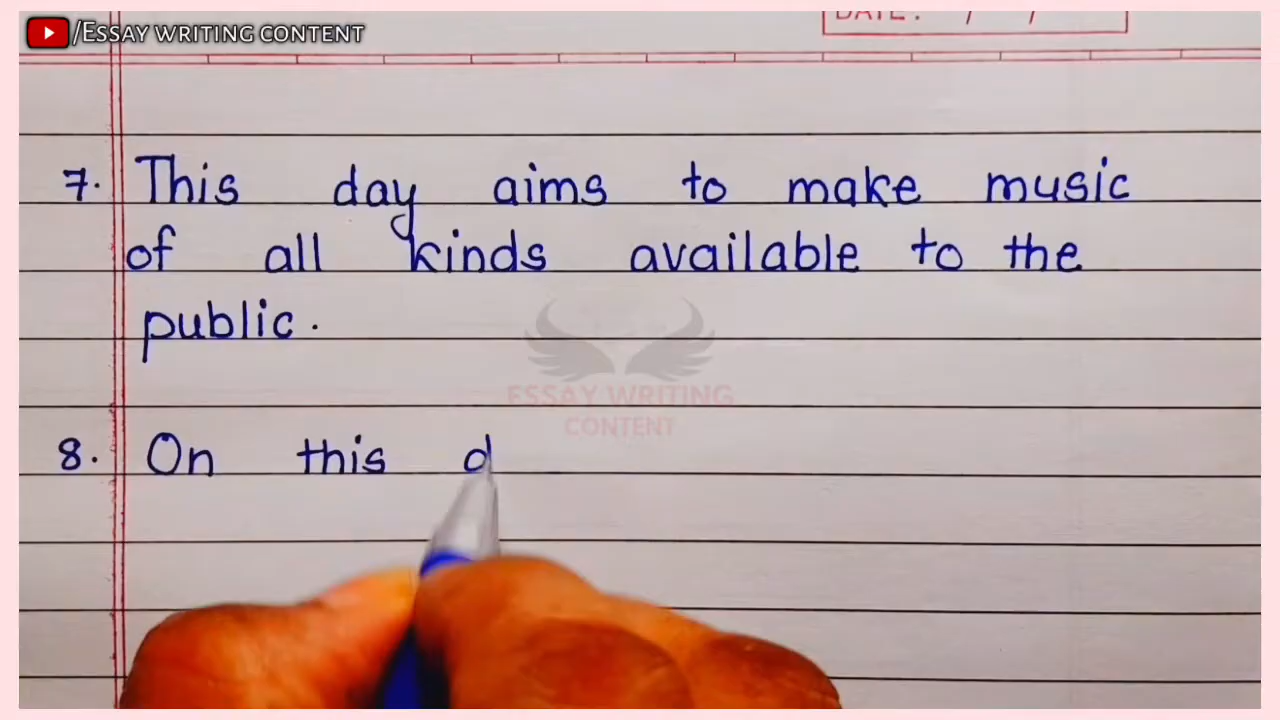 /Essay writing content
DATE: / /
7. This day aims to make music
of all kinds available to the
public.
ESSAY WRITING
CONTENT
8. On this d